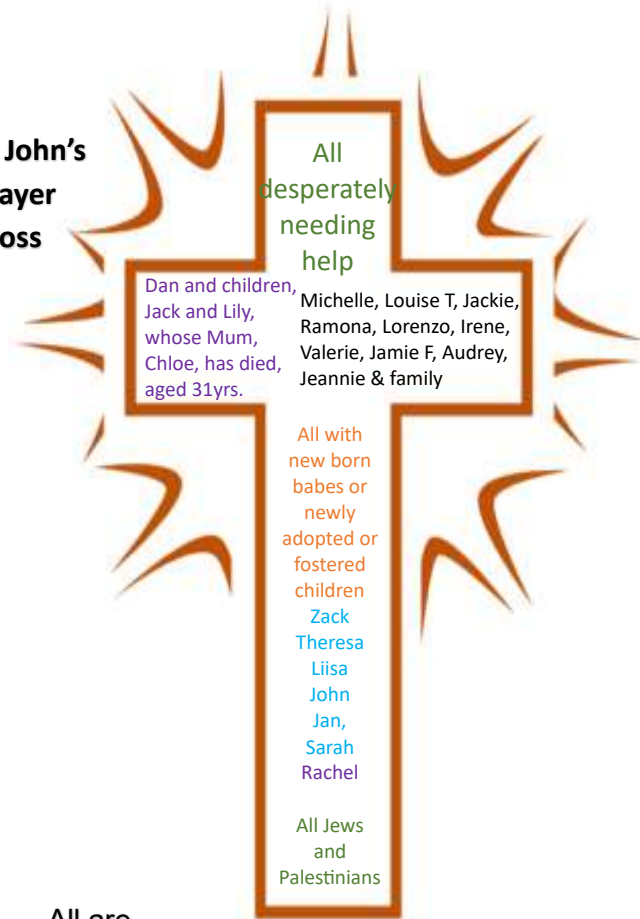 John's
ayer
oss
All
desperately
needing
help
Dan and children,
Jack and Lily,
whose Mum,
Chloe, has died,
aged 31yrs.
Michelle, Louise T, Jackie,
Ramona, Lorenzo, Irene,
Valerie, Jamie F, Audrey,
Jeannie & family
All with
new born
babes or
newly
adopted or
fostered
children
Zack
Theresa
Liisa
John
Jan,
Sarah
Rachel
All Jews
and
Palestinians
All are